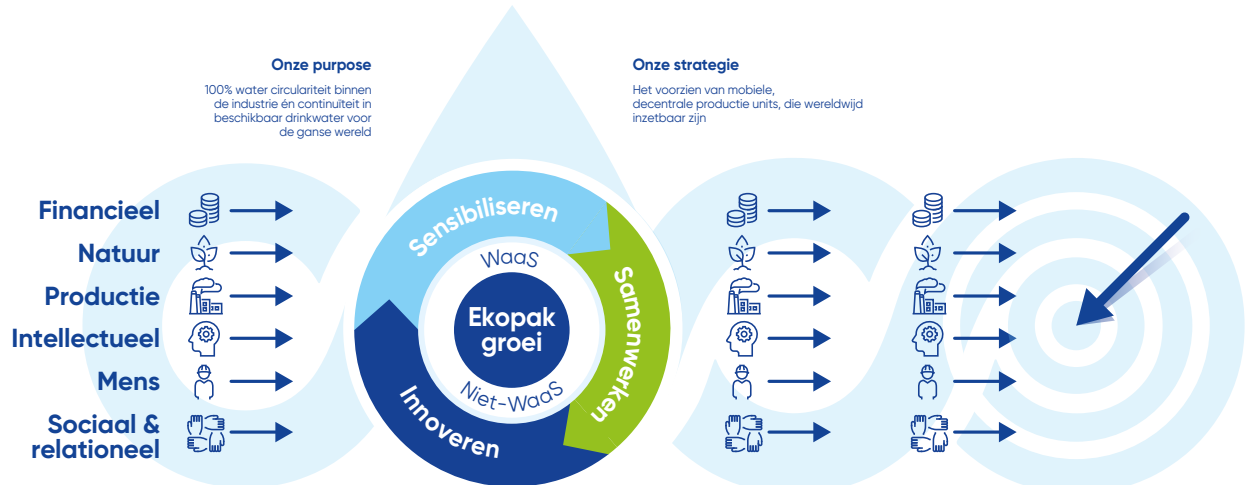 Onze purpose
100% water circulariteit binnen
de industrie én continuïteit in
beschikbaar drinkwater voor
de ganse wereld
Onze strategie
Het voorzien van mobiele,
decentrale productie units, die wereldwijd
inzetbaar zijn
Financieel
Natuur
Productie
Intellectueel
Mens
Sociaal &
relationeel
Sensibiliseren
Samenwerken
Innoveren
WaaS
Ekopak
groei
Niet-WaaS